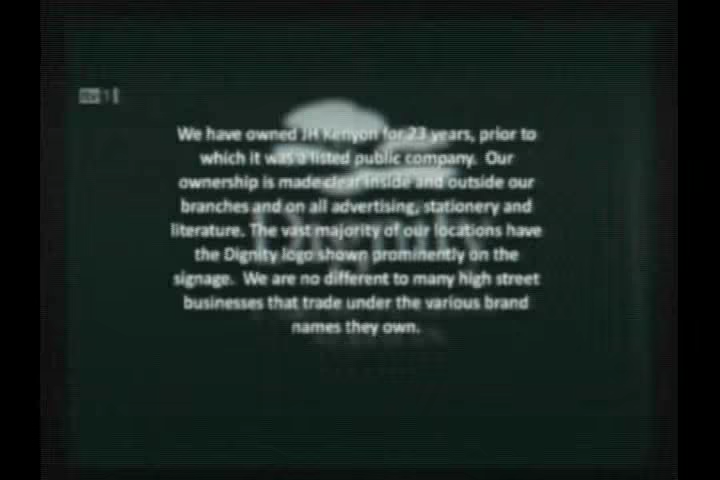 itv1
We have owned JH Kenyon for 23 years, prior to
which it was a listed public company. Our
ownership is made clear inside and outside our
branches and on all advertising, stationery and
literature. The vast majority of our locations have
the Dignity logo shown prominently on the
signage. We are no different to many high street
businesses that trade under the various brand
names they own.
Dignity